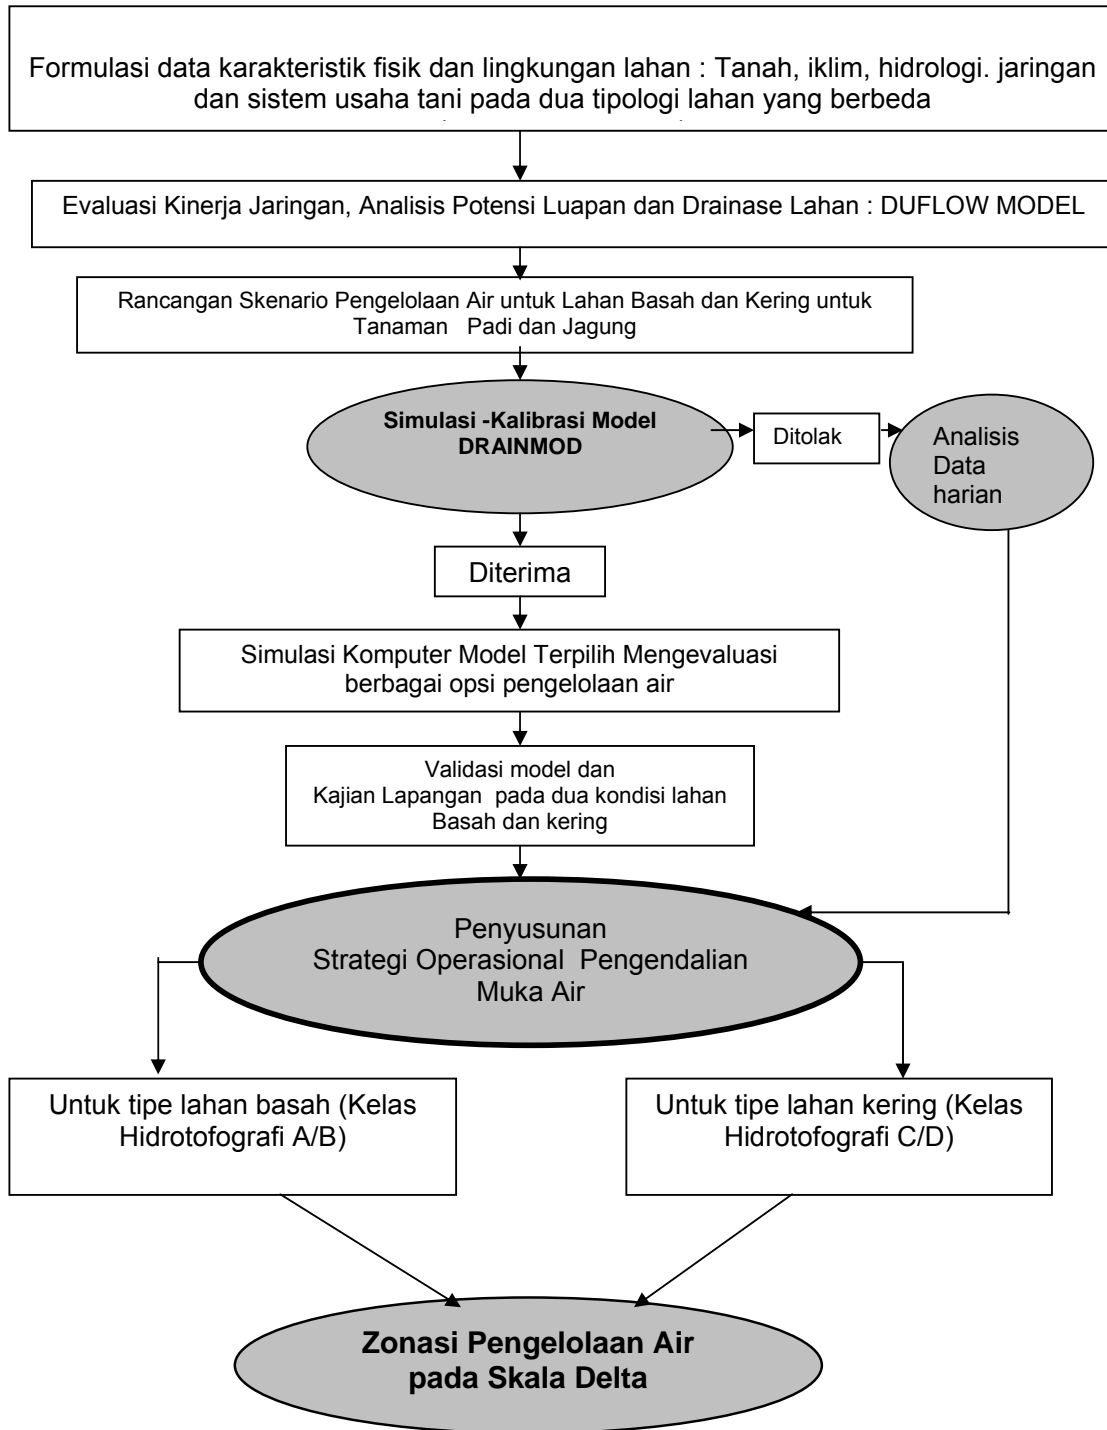 Formulasi data karakteristik fisik dan lingkungan lahan : Tanah, iklim, hidrologi. jaringan
dan sistem usaha tani pada dua tipologi lahan yang berbeda
Evaluasi Kinerja Jaringan, Analisis Potensi Luapan dan Drainase Lahan : DUFLOW MODEL
Rancangan Skenario Pengelolaan Air untuk Lahan Basah dan Kering untuk
Tanaman Padi dan Jagung
Simulasi -Kalibrasi Model
DRAINMOD
Ditolak
Analisis
Data
harian
Diterima
Simulasi Komputer Model Terpilih Mengevaluasi
berbagai opsi pengelolaan air
Validasi model dan
Kajian Lapangan pada dua kondisi lahan
Basah dan kering
Penyusunan
Strategi Operasional Pengendalian
Muka Air
Untuk tipe lahan basah (Kelas
Hidrotofografi A/B)
Untuk tipe lahan kering (Kelas
Hidrotofografi C/D)
Zonasi Pengelolaan Air
pada Skala Delta